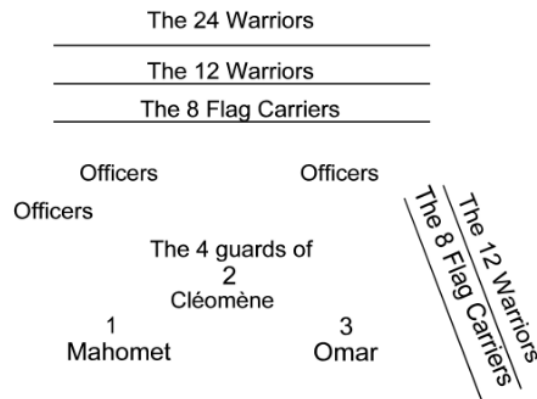 The 24 Warriors
The 12 Warriors
The 8 Flag Carriers
Officers Officers
Officers
The 12 Warriors
The 8 Flag Carriers
The 4 guards of
2
Cléomène
1 3
Mahomet Omar